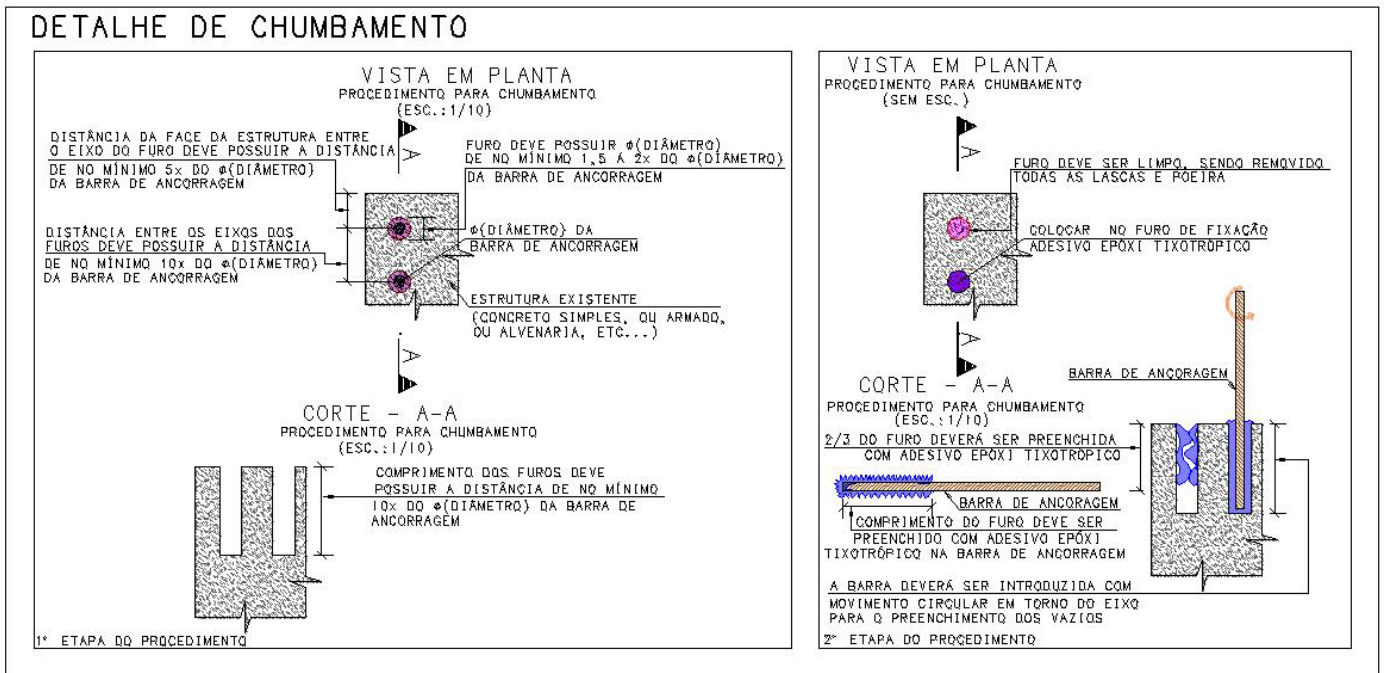 DETALHE DE CHUMBAMENTO
VISTA EM PLANTA
PROCEDIMENTO PARA CHUMBAMENTO
(ESC.:1/10)
A
DISTÂNCIA DA FACE DA ESTRUTURA ENTRE
O EIXO DO FURO DEVE POSSUIR A DISTÂNCIA
DE NO MÍNIMO 5x DO ø(DIÂMETRO)
DA BARRA DE ANCORRAGEM
FURO DEVE POSSUIR ø(DIÂMETRO)
DE NO MÍNIMO 1,5 A 2x DO ø(DIÂMETRO)
DA BARRA DE ANCORRAGEM
DISTÂNCIA ENTRE OS EIXOS DOS
FUROS DEVE POSSUIR A DISTÂNCIA
DE NO MÍNIMO 10x DO ø(DIÂMETRO)
DA BARRA DE ANCORRAGEM
ø(DIÂMETRO) DA
BARRA DE ANCORRAGEM
ESTRUTURA EXISTENTE
(CONCRETO SIMPLES, OU ARMADO,
OU ALVENARIA, ETC...)
A
CORTE - A-A
PROCEDIMENTO PARA CHUMBAMENTO
(ESC.:1/10)
COMPRIMENTO DOS FUROS DEVE
POSSUIR A DISTÂNCIA DE NO MÍNIMO
10x DO ø(DIÂMETRO) DA BARRA DE
ANCORRAGEM
1° ETAPA DO PROCEDIMENTO
VISTA EM PLANTA
PROCEDIMENTO PARA CHUMBAMENTO
(SEM ESC.)
A
FURO DEVE SER LIMPO, SENDO REMOVIDO
TODAS AS LASCAS E POEIRA
COLOCAR NO FURO DE FIXAÇÃO
ADESIVO EPÓXI TIXOTRÓPICO
A
BARRA DE ANCORAGEM
CORTE - A-A
PROCEDIMENTO PARA CHUMBAMENTO
(ESC.:1/10)
2/3 DO FURO DEVERÁ SER PREENCHIDA
COM ADESIVO EPÓXI TIXOTRÓPICO
BARRA DE ANCORAGEM
COMPRIMENTO DO FURO DEVE SER
PREENCHIDO COM ADESIVO EPÓXI
TIXOTRÓPICO NA BARRA DE ANCORRAGEM
A BARRA DEVERÁ SER INTRODUZIDA COM
MOVIMENTO CIRCULAR EM TORNO DO EIXO
PARA O PREENCHIMENTO DOS VAZIOS
2° ETAPA DO PROCEDIMENTO